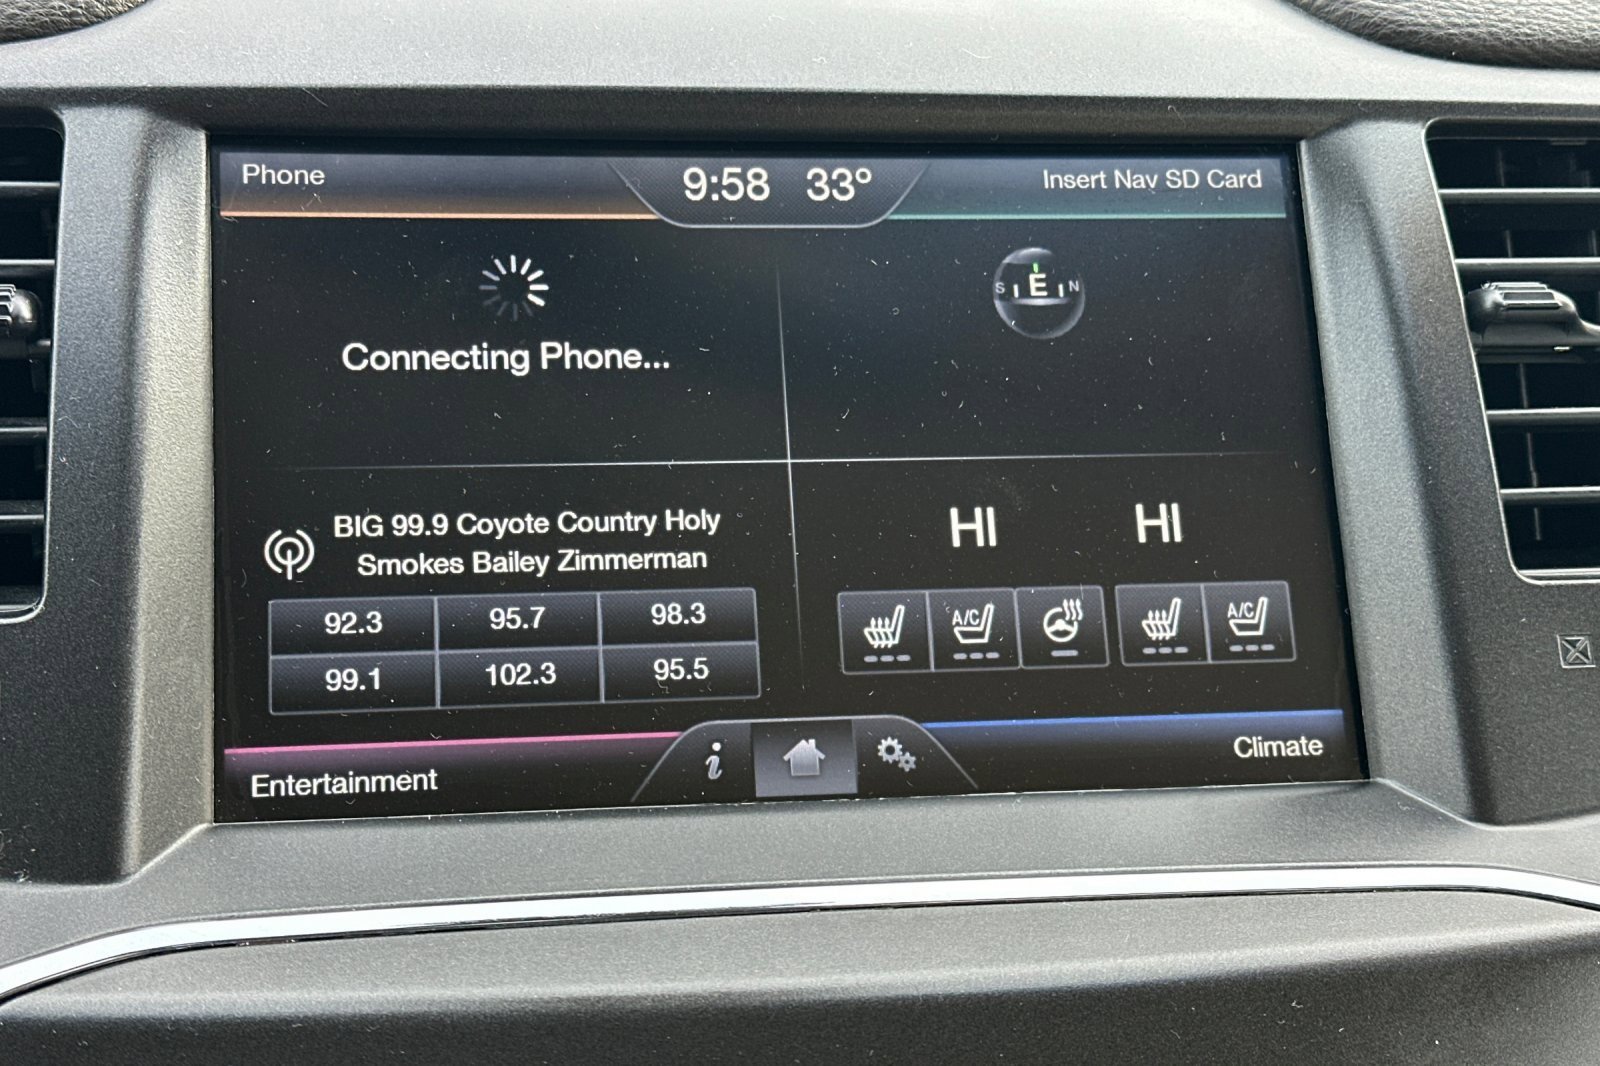 Phone
9:58 33°
Insert Nav SD Card
S E N
Connecting Phone...
BIG 99.9 Coyote Country Holy
Smokes Bailey Zimmerman
92.3 95.7 98.3
99.1 102.3 95.5
HI HI
A/C A/C
Entertainment
i
Climate